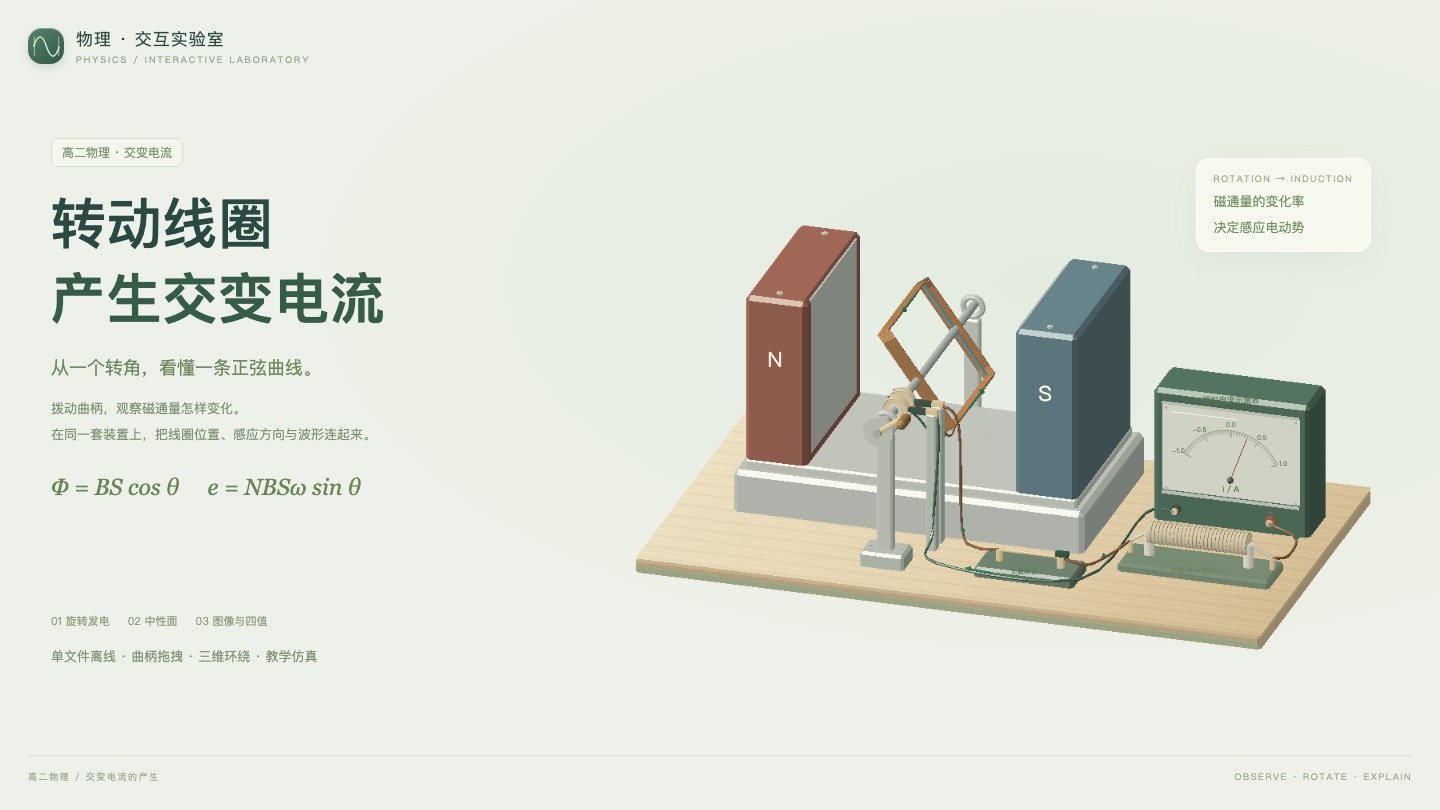 物理 · 交互实验室
PHYSICS / INTERACTIVE LABORATORY
高二物理 · 交变电流
转动线圈
产生交变电流
从一个转角，看懂一条正弦曲线。
拨动曲柄，观察磁通量怎样变化。
在同一套装置上，把线圈位置、感应方向与波形连起来。
Φ = BS cos θ e = NBSω sin θ
01 旋转发电 02 中性面 03 图像与四值
单文件离线 · 曲柄拖拽 · 三维环绕 · 教学仿真
ROTATION → INDUCTION
磁通量的变化率
决定感应电动势
N
S
-1.0 -0.5 0.0 0.5 1.0
i / A
高二物理 / 交变电流的产生
OBSERVE · ROTATE · EXPLAIN